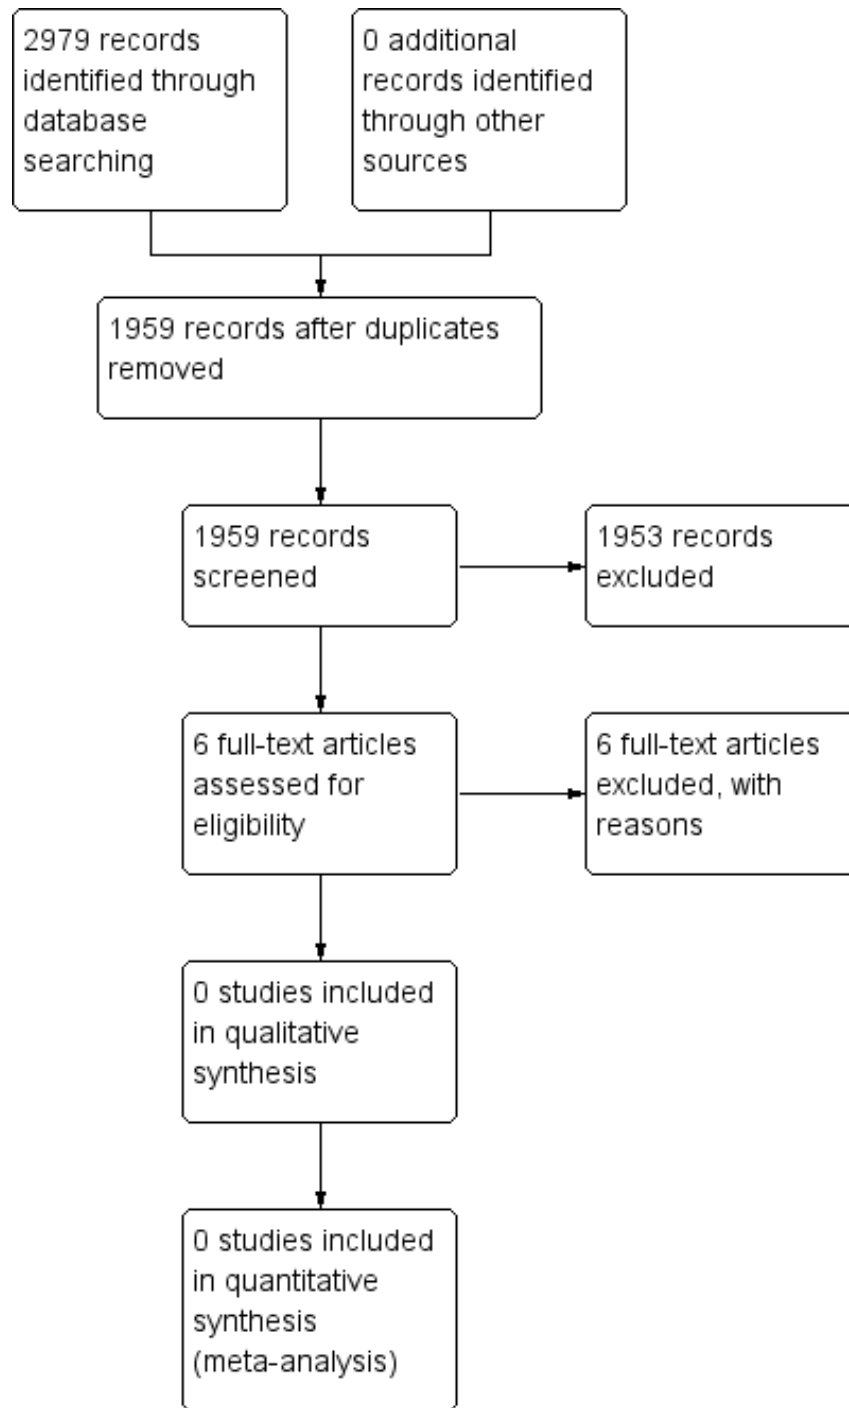 2979 records
identified through
database
searching
0 additional
records identified
through other
sources
1959 records after duplicates
removed
1959 records
screened
1953 records
excluded
6 full-text articles
assessed for
eligibility
6 full-text articles
excluded, with
reasons
0 studies included
in qualitative
synthesis
0 studies included
in quantitative
synthesis
(meta-analysis)